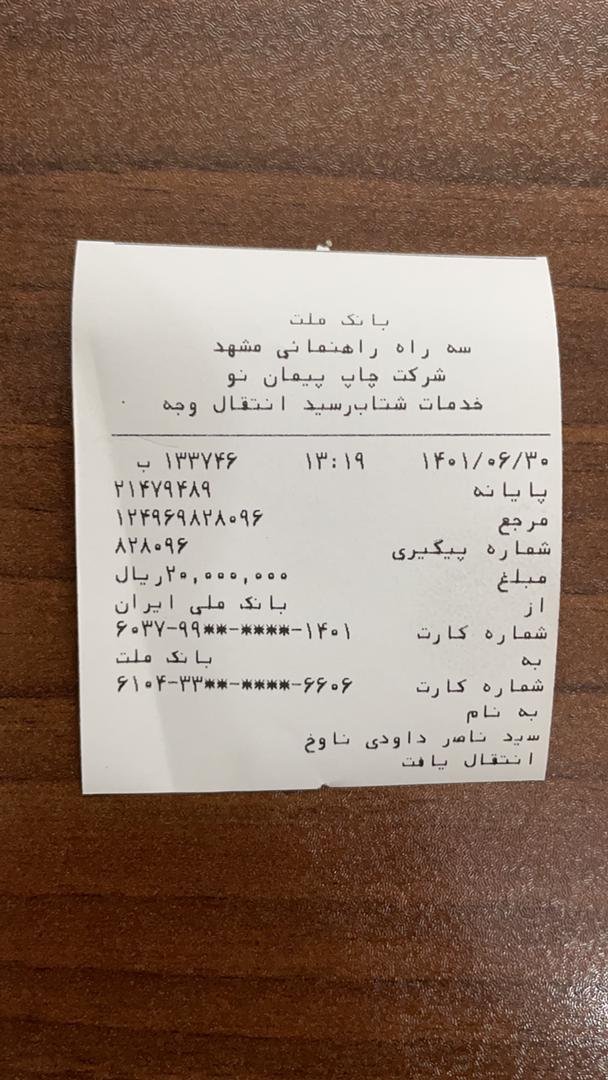 بانک ملت
سه راه راهنمائی مشهد
شرکت چاپ پیمان نو
خدمات شتاب‌رسید انتقال وجه
۱۴۰۱/۰۶/۳۰ ۱۳:۱۹ ۱۳۳۷۴۶ ب
پایانه ۲۱۴۷۹۴۸۹
مرجع ۱۲۴۹۶۹۸۲۸۰۹۶
شماره پیگیری ۸۲۸۰۹۶
مبلغ ۲۰,۰۰۰,۰۰۰ریال
از بانک ملی ایران
شماره کارت ۶۰۳۷-۹۹**-****-۱۴۰۱
به بانک ملت
شماره کارت ۶۱۰۴-۳۳**-****-۶۶۰۶
به نام
سید ناصر داودی ناوخ
انتقال یافت